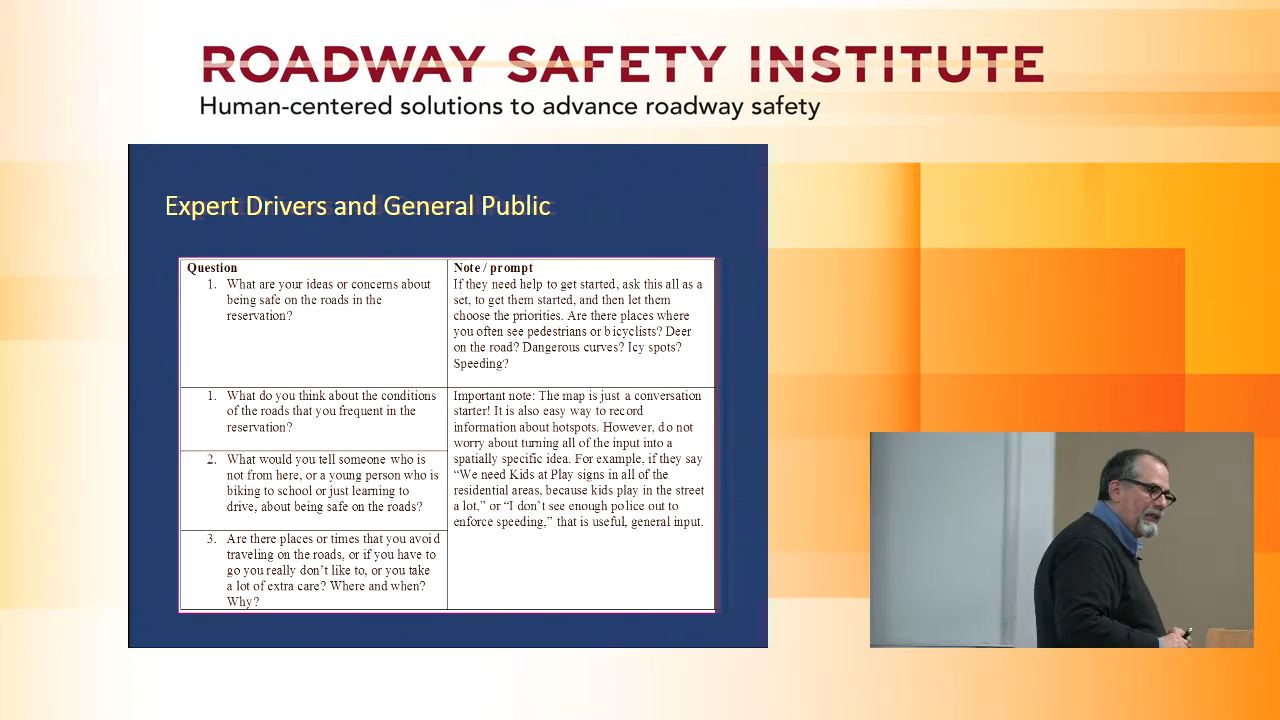 ROADWAY SAFETY INSTITUTE
Human-centered solutions to advance roadway safety
Expert Drivers and General Public
Question
1. What are your ideas or concerns about
being safe on the roads in the
reservation?
Note / prompt
If they need help to get started, ask this all as a
set, to get them started, and then let them
choose the priorities. Are there places where
you often see pedestrians or bicyclists? Deer
on the road? Dangerous curves? Icy spots?
Speeding?
1. What do you think about the conditions
of the roads that you frequent in the
reservation?
2. What would you tell someone who is
not from here, or a young person who is
biking to school or just learning to
drive, about being safe on the roads?
3. Are there places or times that you avoid
traveling on the roads, or if you have to
go you really don’t like to, or you take
a lot of extra care? Where and when?
Why?
Important note: The map is just a conversation
starter! It is also easy way to record
information about hotspots. However, do not
worry about turning all of the input into a
spatially specific idea. For example, if they say
“We need Kids at Play signs in all of the
residential areas, because kids play in the street
a lot,” or “I don’t see enough police out to
enforce speeding,” that is useful, general input.